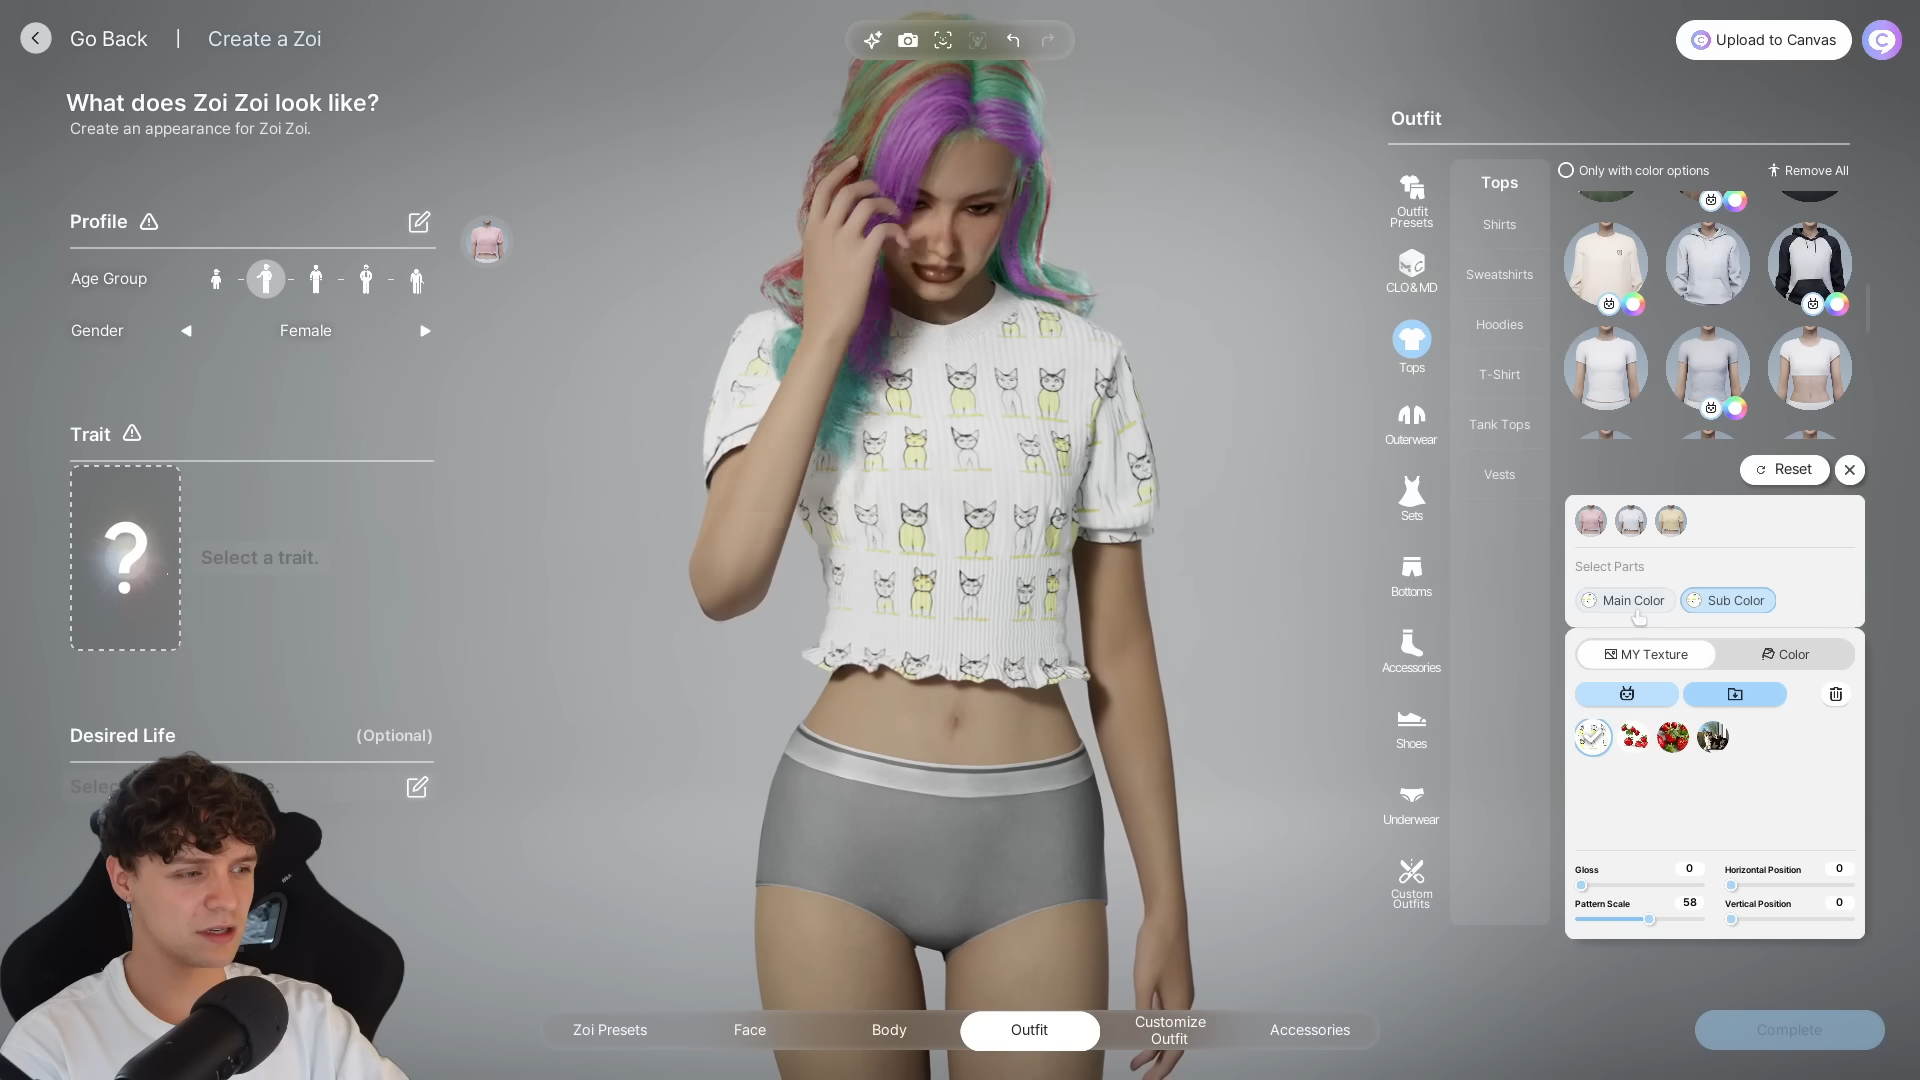 Go Back | Create a Zoi
Upload to Canvas
What does Zoi Zoi look like?
Create an appearance for Zoi Zoi.
Profile
Age Group
Gender
Female
Trait
?
Select a trait.
Desired Life
(Optional)
Selec
e.
Outfit
Only with color options
Remove All
Outfit
Presets
CLO&MD
Tops
Outerwear
Sets
Bottoms
Accessories
Shoes
Underwear
Custom
Outfits
Tops
Shirts
Sweatshirts
Hoodies
T-Shirt
Tank Tops
Vests
Reset
Select Parts
Main Color
Sub Color
MY Texture
Color
Gloss
0
Horizontal Position
0
Pattern Scale
58
Vertical Position
0
Zoi Presets
Face
Body
Outfit
Customize
Outfit
Accessories
Complete